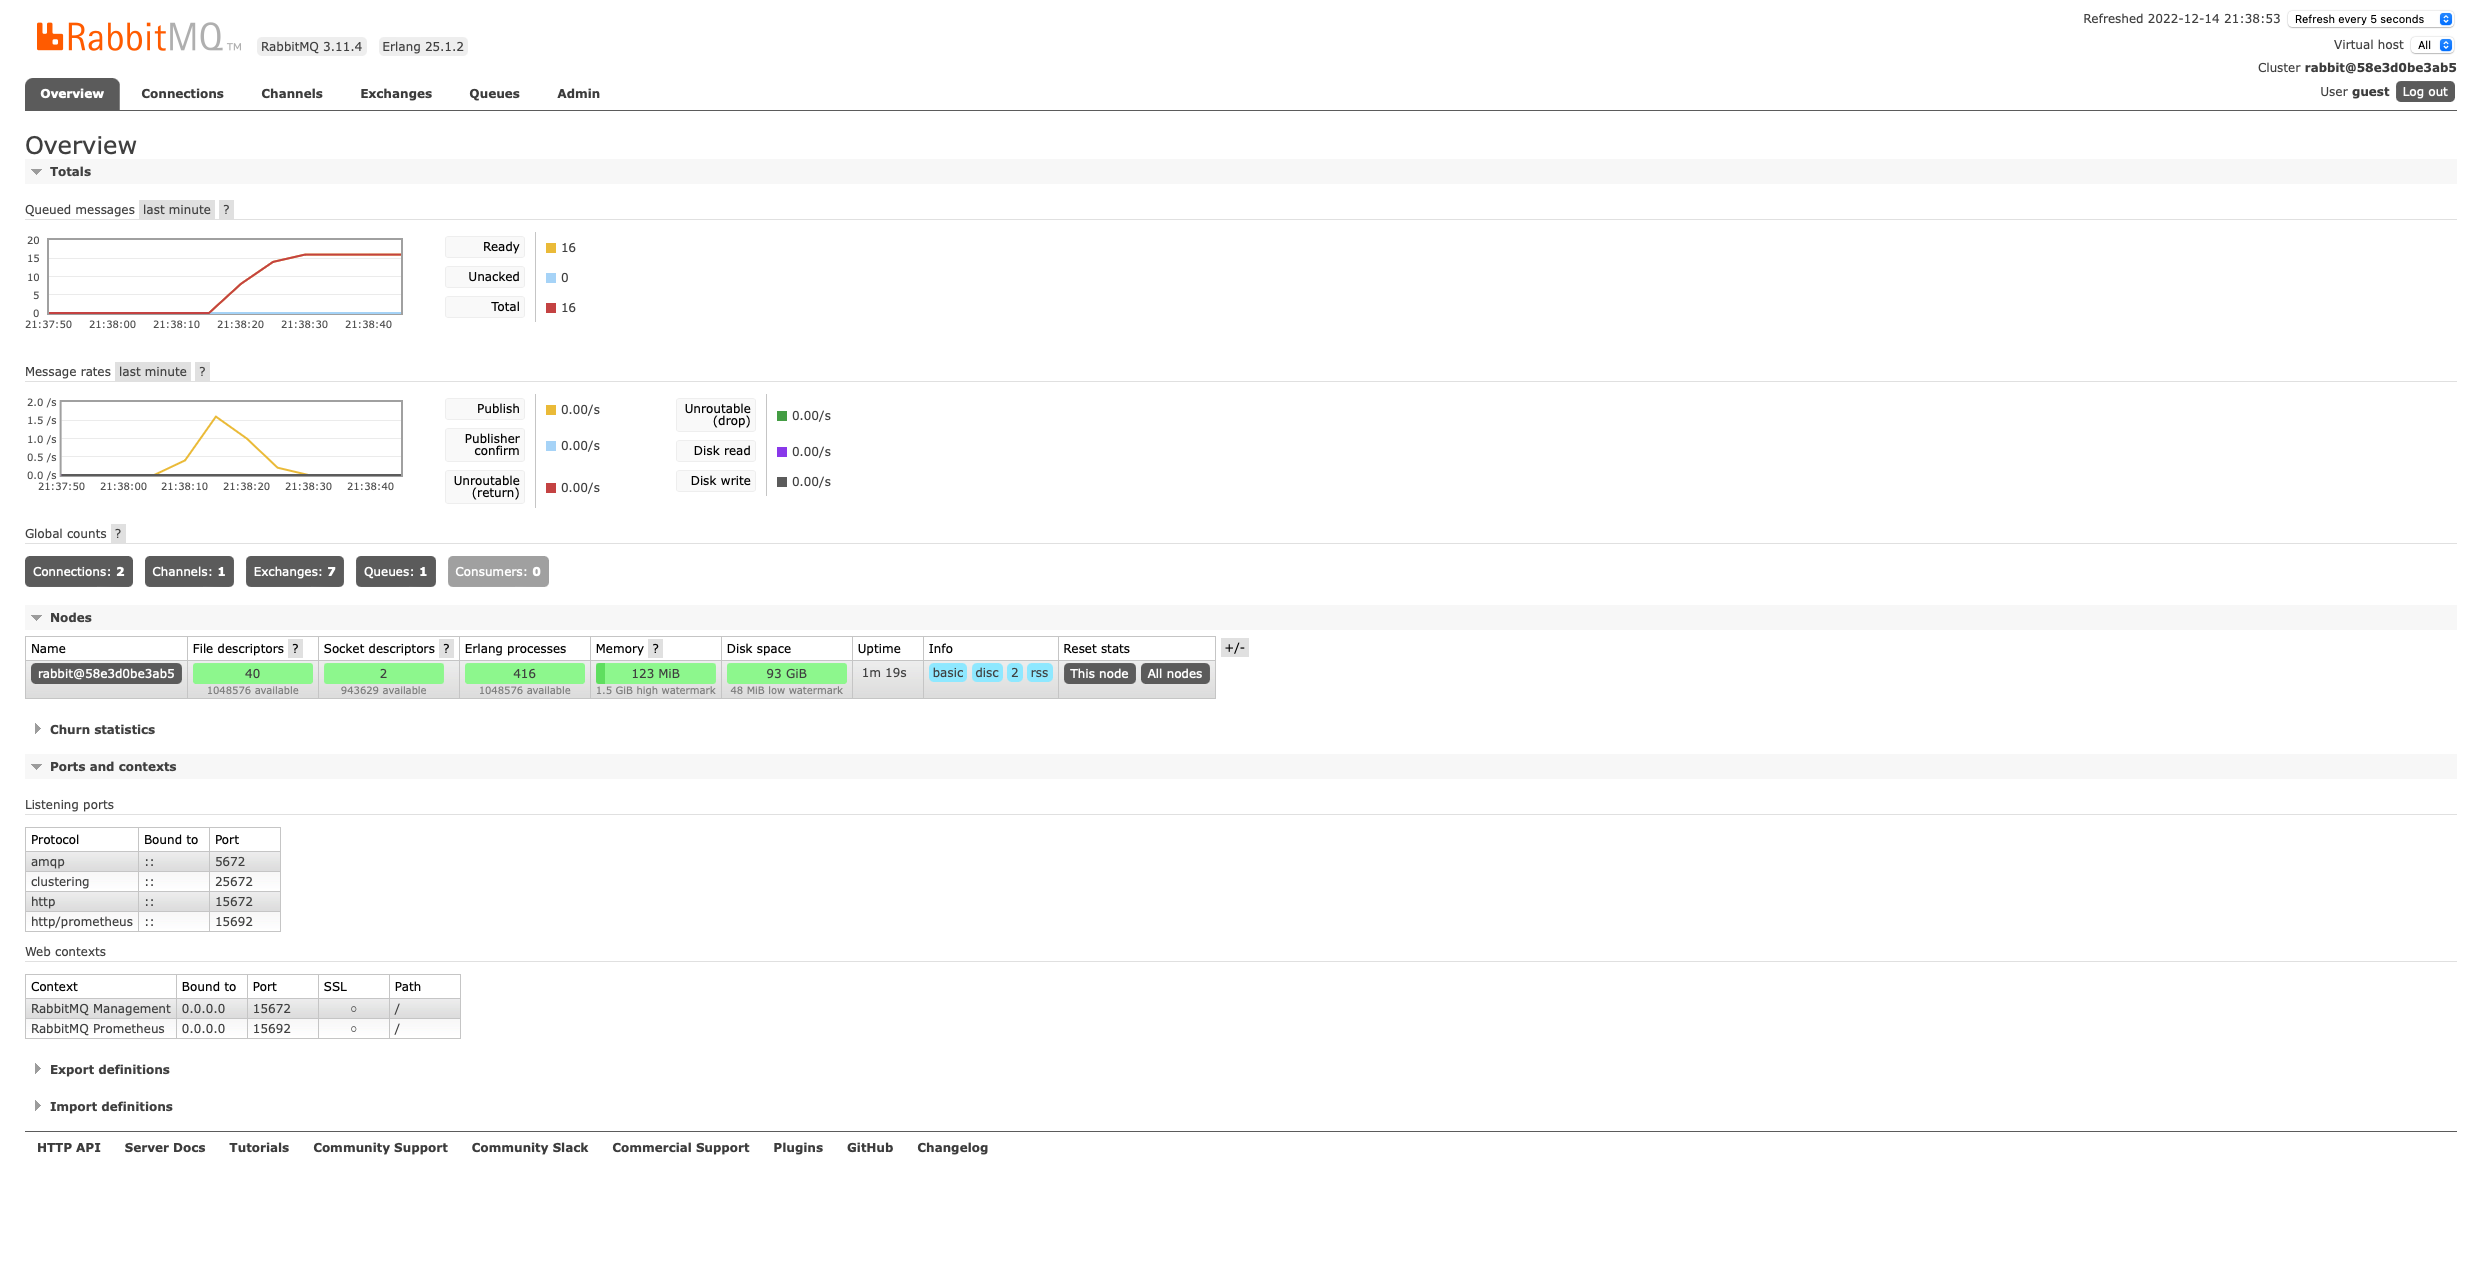 RabbitMQ TM RabbitMQ 3.11.4 Erlang 25.1.2
Refreshed 2022-12-14 21:38:53 Refresh every 5 seconds
Virtual host All
Cluster rabbit@58e3d0be3ab5
User guest Log out
Overview Connections Channels Exchanges Queues Admin
Overview
Totals
Queued messages last minute ?
20
15
10
5
0
21:37:50 21:38:00 21:38:10 21:38:20 21:38:30 21:38:40
Ready 16
Unacked 0
Total 16
Message rates last minute ?
2.0 /s
1.5 /s
1.0 /s
0.5 /s
0.0 /s
21:37:50 21:38:00 21:38:10 21:38:20 21:38:30 21:38:40
Publish 0.00/s
Publisher
confirm 0.00/s
Unroutable
(return) 0.00/s
Unroutable
(drop) 0.00/s
Disk read 0.00/s
Disk write 0.00/s
Global counts ?
Connections: 2 Channels: 1 Exchanges: 7 Queues: 1 Consumers: 0
Nodes
Name File descriptors ? Socket descriptors ? Erlang processes Memory ? Disk space Uptime Info Reset stats +/-
rabbit@58e3d0be3ab5 40 2 416 123 MiB 93 GiB 1m 19s basic disc 2 rss This node All nodes
1048576 available 943629 available 1048576 available 1.5 GiB high watermark 48 MiB low watermark
Churn statistics
Ports and contexts
Listening ports
Protocol Bound to Port
amqp :: 5672
clustering :: 25672
http :: 15672
http/prometheus :: 15692
Web contexts
Context Bound to Port SSL Path
RabbitMQ Management 0.0.0.0 15672 ○ /
RabbitMQ Prometheus 0.0.0.0 15692 ○ /
Export definitions
Import definitions
HTTP API Server Docs Tutorials Community Support Community Slack Commercial Support Plugins GitHub Changelog